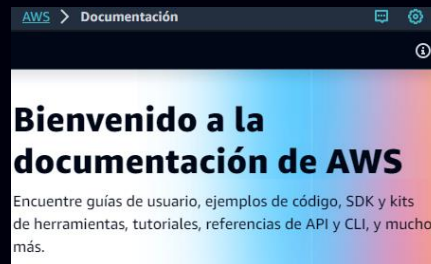 AWS > Documentación
Bienvenido a la
documentación de AWS
Encuentre guías de usuario, ejemplos de código, SDK y kits
de herramientas, tutoriales, referencias de API y CLI, y mucho
más.